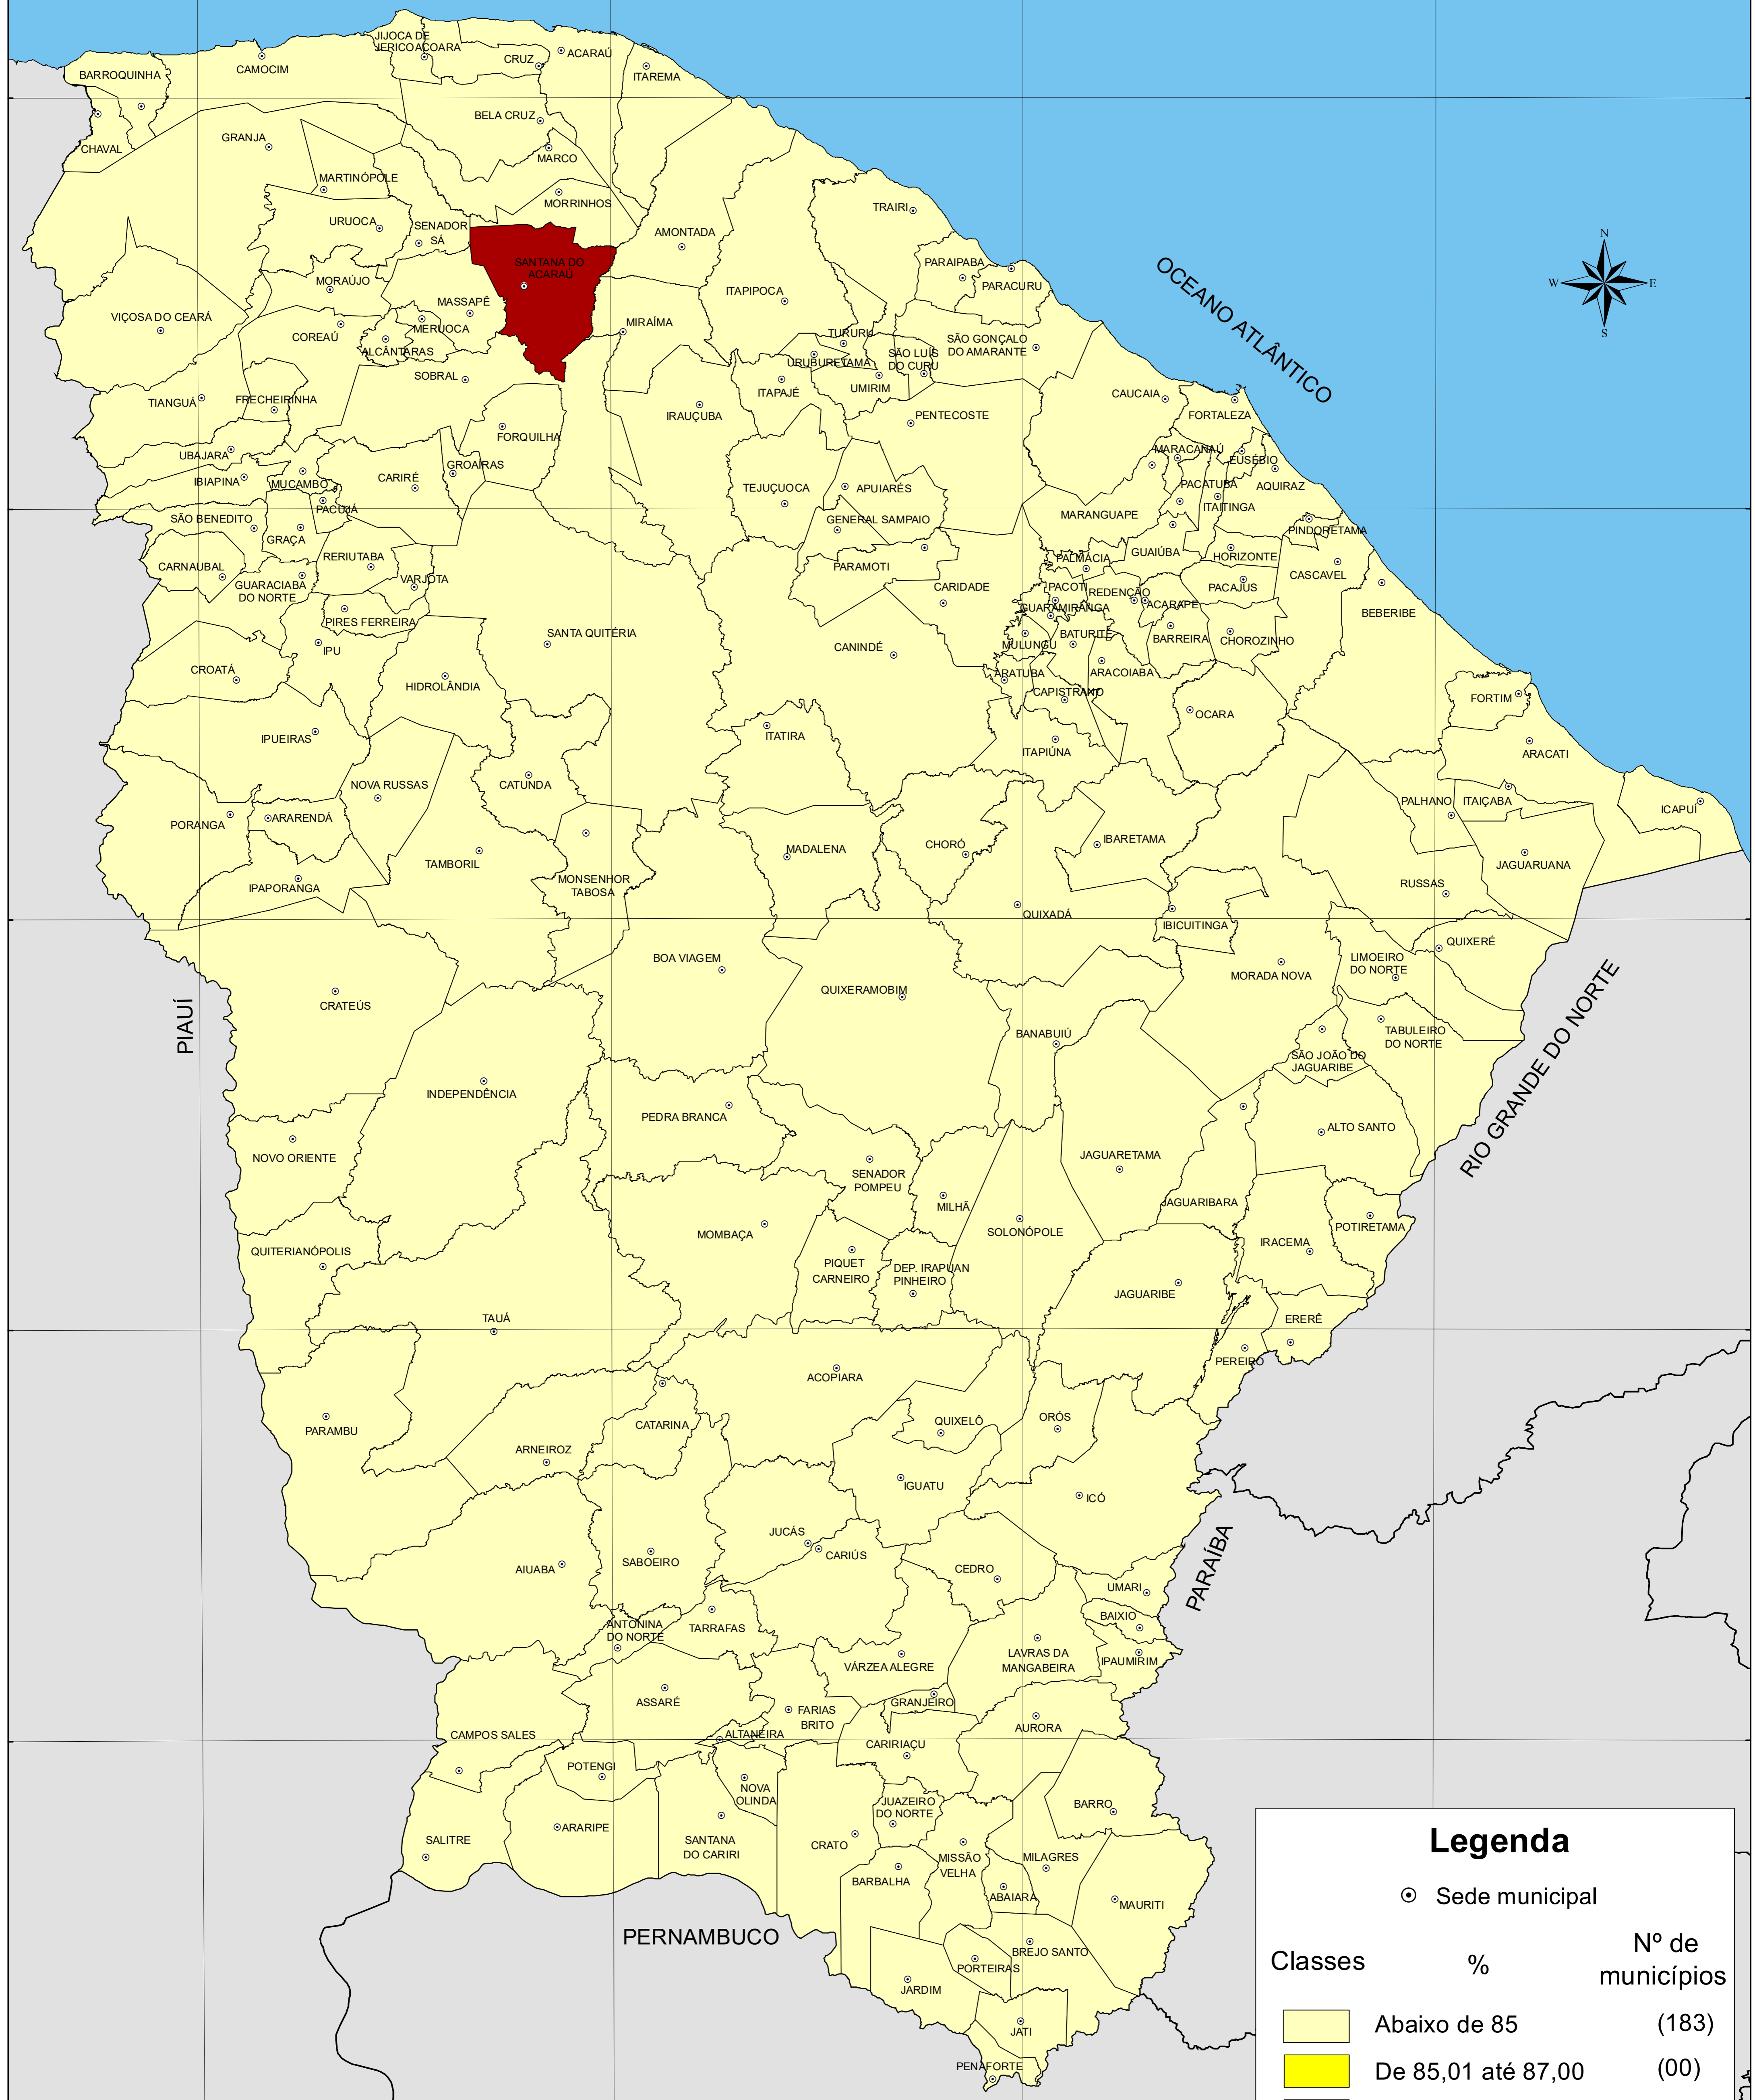 JIJOCA DE
JERICOACOARA
CRUZ
ACARAÚ
ITAREMA
BARROQUINHA
CAMOCIM
BELA CRUZ
CHAVAL
GRANJA
MARCO
MARTINÓPOLE
MORRINHOS
URUOCA
SENADOR
SÁ
AMONTADA
TRAIRI
SANTANA DO
ACARAÚ
PARAIPABA
PARACURU
MORAÚJO
MASSAPÊ
ITAPIPOCA
VIÇOSA DO CEARÁ
MERUOCA
MIRAÍMA
COREAÚ
ALCÂNTARAS
TURURU
URUBURETAMA
SÃO LUÍS
DO CURU
SÃO GONÇALO
DO AMARANTE
SOBRAL
UMIRIM
ITAPAJÉ
TIANGUÁ
FRECHEIRINHA
IRAUÇUBA
PENTECOSTE
CAUCAIA
FORTALEZA
FORQUILHA
UBAJARA
MARACANAÚ
EUSÉBIO
IBIAPINA
MUCAMBO
CARIRÉ
GROAÍRAS
TEJUÇUOCA
APUIARÉS
PACATUBA
AQUIRAZ
PACUJÁ
ITAITINGA
SÃO BENEDITO
GRAÇA
GENERAL SAMPAIO
MARANGUAPE
PINDORETAMA
CARNAUBAL
GUARACIABA
DO NORTE
RERIUTABA
VARJOTA
PARAMOTI
CARIDADE
PALMÁCIA
GUAIÚBA
HORIZONTE
CASCAVEL
PACOTI
REDENÇÃO
PACAJUS
GUARAMIRANGA
ACARAPE
BEBERIBE
PIRES FERREIRA
IPU
SANTA QUITÉRIA
CANINDÉ
MULUNGU
BATURITÉ
BARREIRA
CHOROZINHO
CROATÁ
HIDROLÂNDIA
ARATUBA
ARACOIABA
CAPISTRANO
FORTIM
OCARA
IPUEIRAS
ITATIRA
ITAPIÚNA
ARACATI
NOVA RUSSAS
CATUNDA
PORANGA
ARARENDÁ
PALHANO
ITAIÇABA
ICAPUÍ
TAMBORIL
MADALENA
CHORÓ
IBARETAMA
JAGUARUANA
IPAPORANGA
MONSENHOR
TABOSA
RUSSAS
QUIXADÁ
IBICUITINGA
QUIXERÉ
BOA VIAGEM
LIMOEIRO
DO NORTE
MORADA NOVA
CRATEÚS
QUIXERAMOBIM
BANABUIÚ
TABULEIRO
DO NORTE
SÃO JOÃO DO
JAGUARIBE
INDEPENDÊNCIA
PEDRA BRANCA
ALTO SANTO
NOVO ORIENTE
SENADOR
POMPEU
JAGUARETAMA
MILHÃ
JAGUARIBARA
SOLONÓPOLE
POTIRETAMA
MOMBAÇA
IRACEMA
QUITERIANÓPOLIS
PIQUET
CARNEIRO
DEP. IRAPUAN
PINHEIRO
JAGUARIBE
TAUÁ
ERERÊ
PEREIRO
ACOPIARA
PARAMBU
CATARINA
QUIXELÔ
ORÓS
ARNEIROZ
IGUATU
ICÓ
JUCÁS
CARIÚS
AIUABA
SABOEIRO
CEDRO
UMARI
BAIXIO
ANTONINA
DO NORTE
TARRAFAS
VÁRZEA ALEGRE
LAVRAS DA
MANGABEIRA
IPAUMIRIM
ASSARÉ
GRANJEIRO
FARIAS
BRITO
AURORA
CAMPOS SALES
ALTANEIRA
CARIRIAÇU
POTENGI
NOVA
OLINDA
JUAZEIRO
DO NORTE
BARRO
SALITRE
ARARIPE
SANTANA
DO CARIRI
CRATO
MISSÃO
VELHA
MILAGRES
BARBALHA
ABAIARA
MAURITI
BREJO SANTO
PORTEIRAS
JARDIM
JATI
PENAFORTE
OCEANO ATLÂNTICO
N
W
E
S
PIAUÍ
RIO GRANDE DO NORTE
PARAÍBA
PERNAMBUCO
Legenda
Sede municipal
Classes
%
Nº de
municípios
Abaixo de 85 (183)
De 85,01 até 87,00 (00)